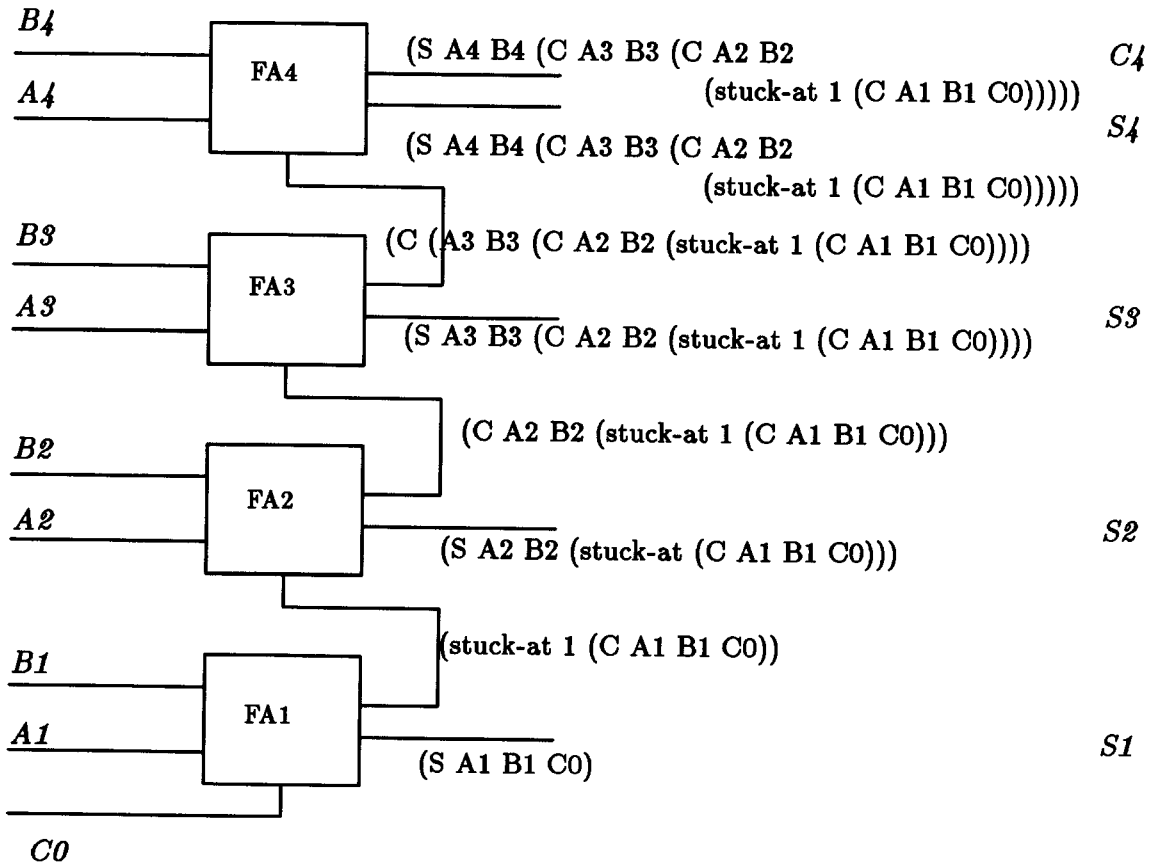 B4
(S A4 B4 (C A3 B3 (C A2 B2
C4
FA4
A4
(stuck-at 1 (C A1 B1 C0)))))
S4
(S A4 B4 (C A3 B3 (C A2 B2
(stuck-at 1 (C A1 B1 C0)))))
B3
(C (A3 B3 (C A2 B2 (stuck-at 1 (C A1 B1 C0))))
FA3
A3
S3
(S A3 B3 (C A2 B2 (stuck-at 1 (C A1 B1 C0))))
(C A2 B2 (stuck-at 1 (C A1 B1 C0)))
B2
FA2
A2
S2
(S A2 B2 (stuck-at (C A1 B1 C0)))
(stuck-at 1 (C A1 B1 C0))
B1
FA1
A1
S1
(S A1 B1 C0)
C0